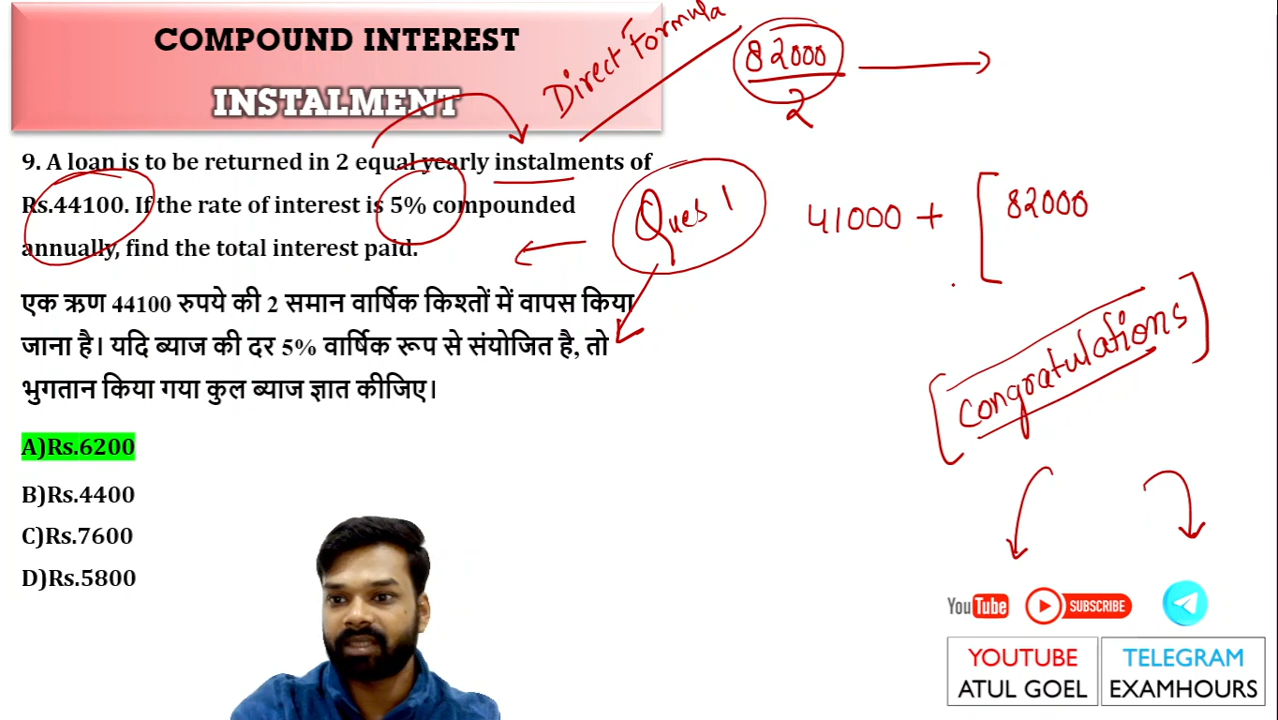 COMPOUND INTEREST
INSTALMENT
Direct Formula
82000
2
9. A loan is to be returned in 2 equal yearly instalments of
Rs.44100. If the rate of interest is 5% compounded
annually, find the total interest paid.
Ques 1
41000 + [82000
एक ऋण 44100 रुपये की 2 समान वार्षिक किश्तों में वापस किया
जाना है। यदि ब्याज की दर 5% वार्षिक रूप से संयोजित है, तो
भुगतान किया गया कुल ब्याज ज्ञात कीजिए।
[Congratulations]
A)Rs.6200
B)Rs.4400
C)Rs.7600
D)Rs.5800
YouTube SUBSCRIBE
YOUTUBE
ATUL GOEL
TELEGRAM
EXAMHOURS